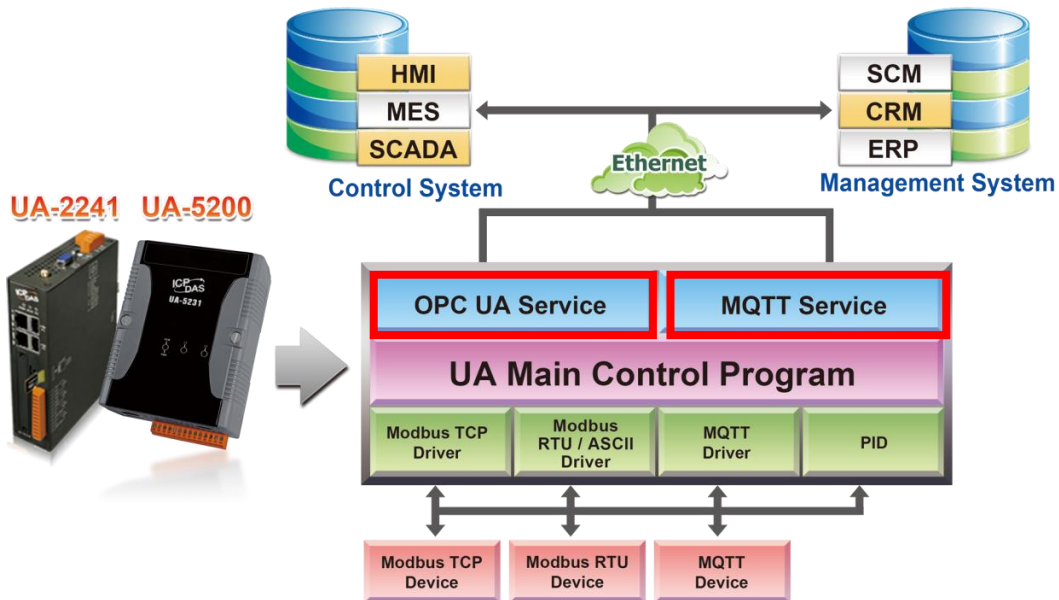 HMI
MES
SCADA
Control System
SCM
CRM
ERP
Management System
Ethernet
UA-2241 UA-5200
ICP
DAS
UA-5231
OPC UA Service
MQTT Service
UA Main Control Program
Modbus TCP
Driver
Modbus
RTU / ASCII
Driver
MQTT
Driver
PID
Modbus TCP
Device
Modbus RTU
Device
MQTT
Device